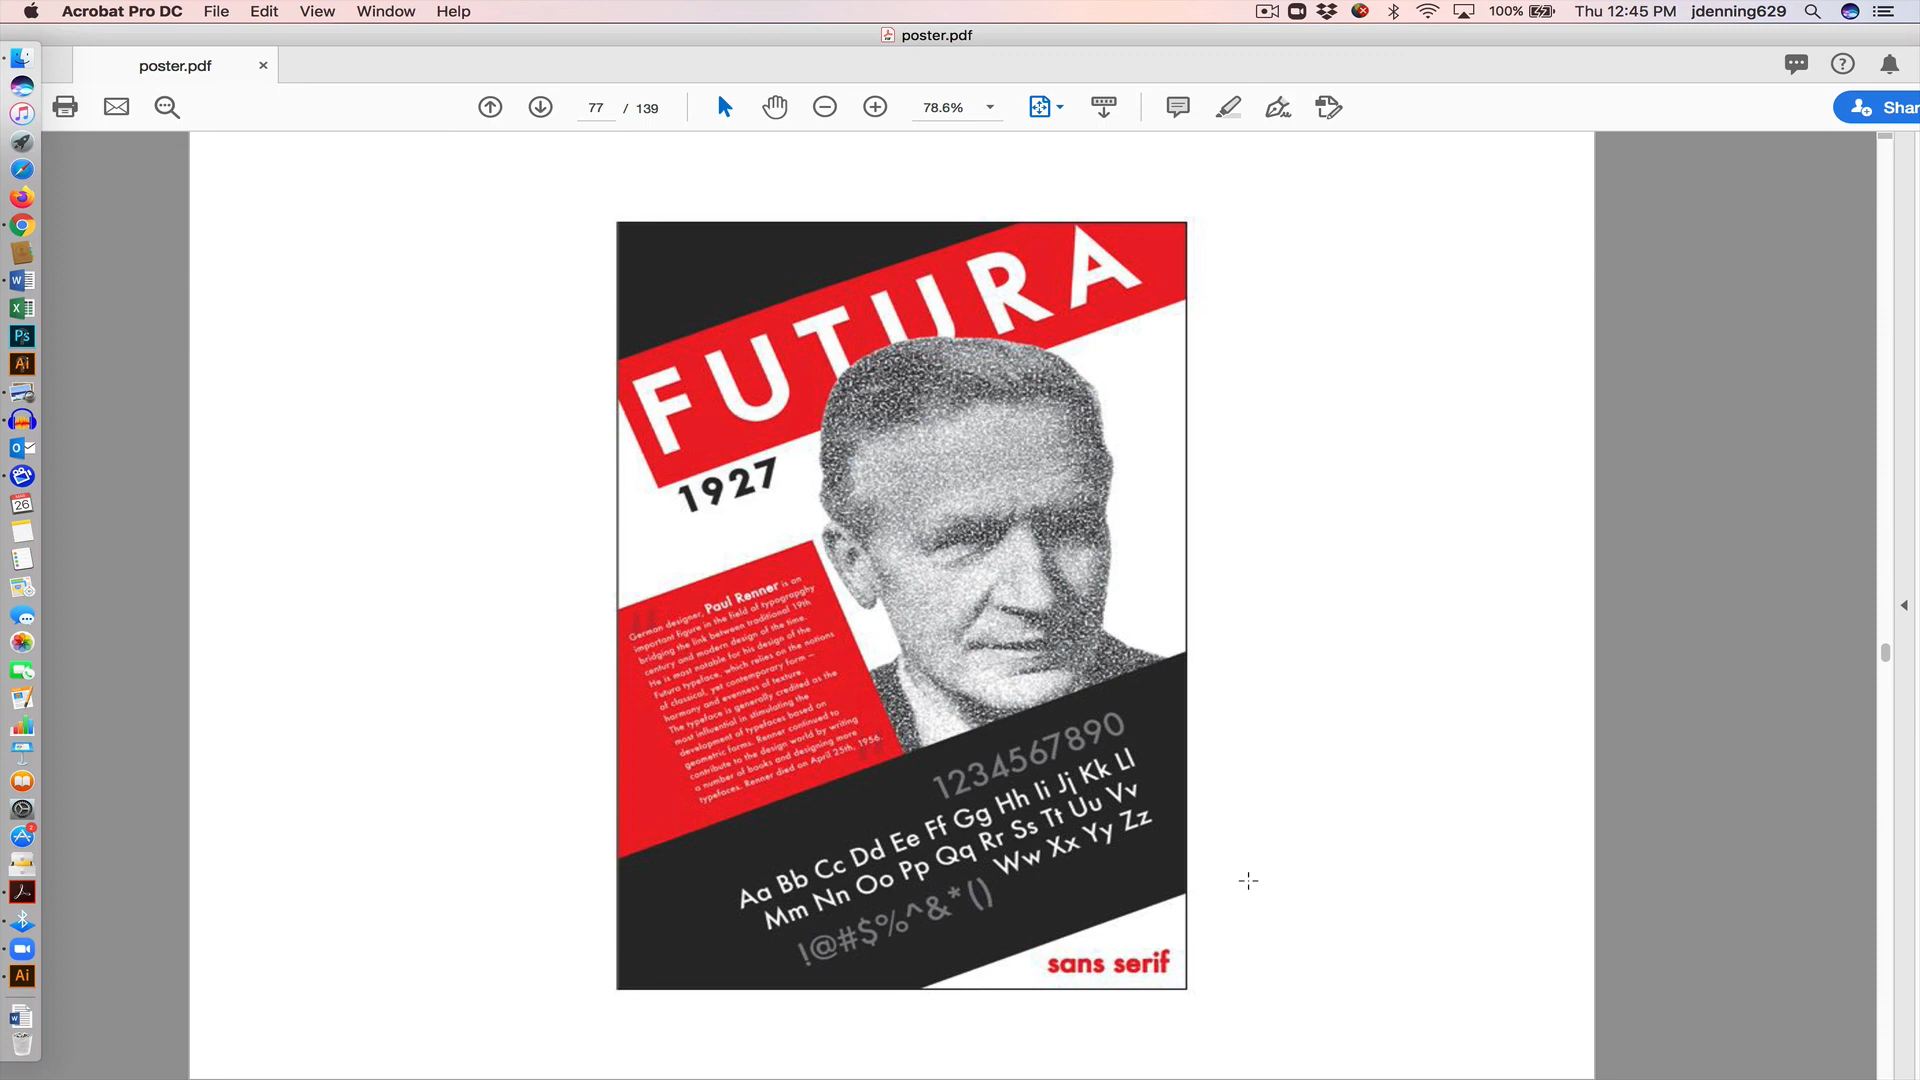 Acrobat Pro DC File Edit View Window Help
100% Thu 12:45 PM jdenning629
poster.pdf
poster.pdf
77 / 139
78.6%
Shar
FUTURA
1927
Paul Renner is an
German designer,
important figure in the field of typograpghy
bridging the link between traditional 19th
century and modern design of the time.
He is most notable for his design of the
Futura typeface, which relies on the notions
of classical, yet contemporary form –
harmony and evenness of texture.
The typeface is generally credited as the
most influential in stimulating the
development of typefaces based on
geometric forms. Renner continued to
contribute to the design world by writing
a number of books and designing more
typefaces. Renner died on April 25th, 1956.
1234567890
Aa Bb Cc Dd Ee Ff Gg Hh Ii Jj Kk Ll
Mm Nn Oo Pp Qq Rr Ss Tt Uu Vv
Ww Xx Yy Zz
!@#$%^&*()
sans serif
W
X
Ps
Ai
O
26
2
Ai
W